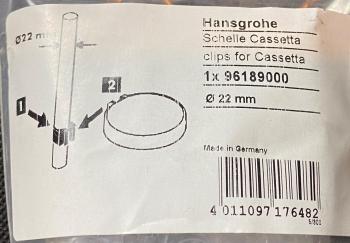 Hansgrohe
Schelle Cassetta
clips for Cassetta
1x 96189000
Ø 22 mm
Ø22 mm
1
2
Made in Germany
4 011097 176482